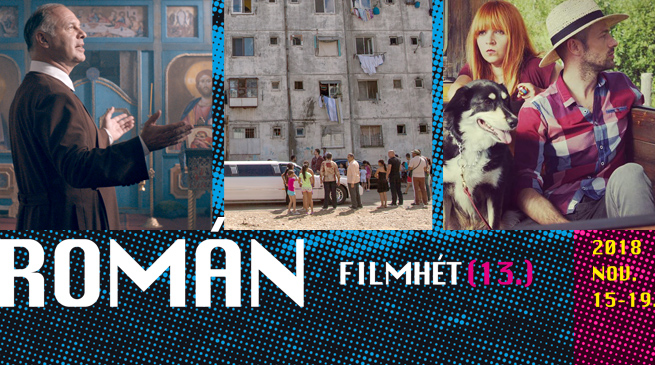 ROMÁN FILMHÉT (13.)
2018
NOV.
15-19.